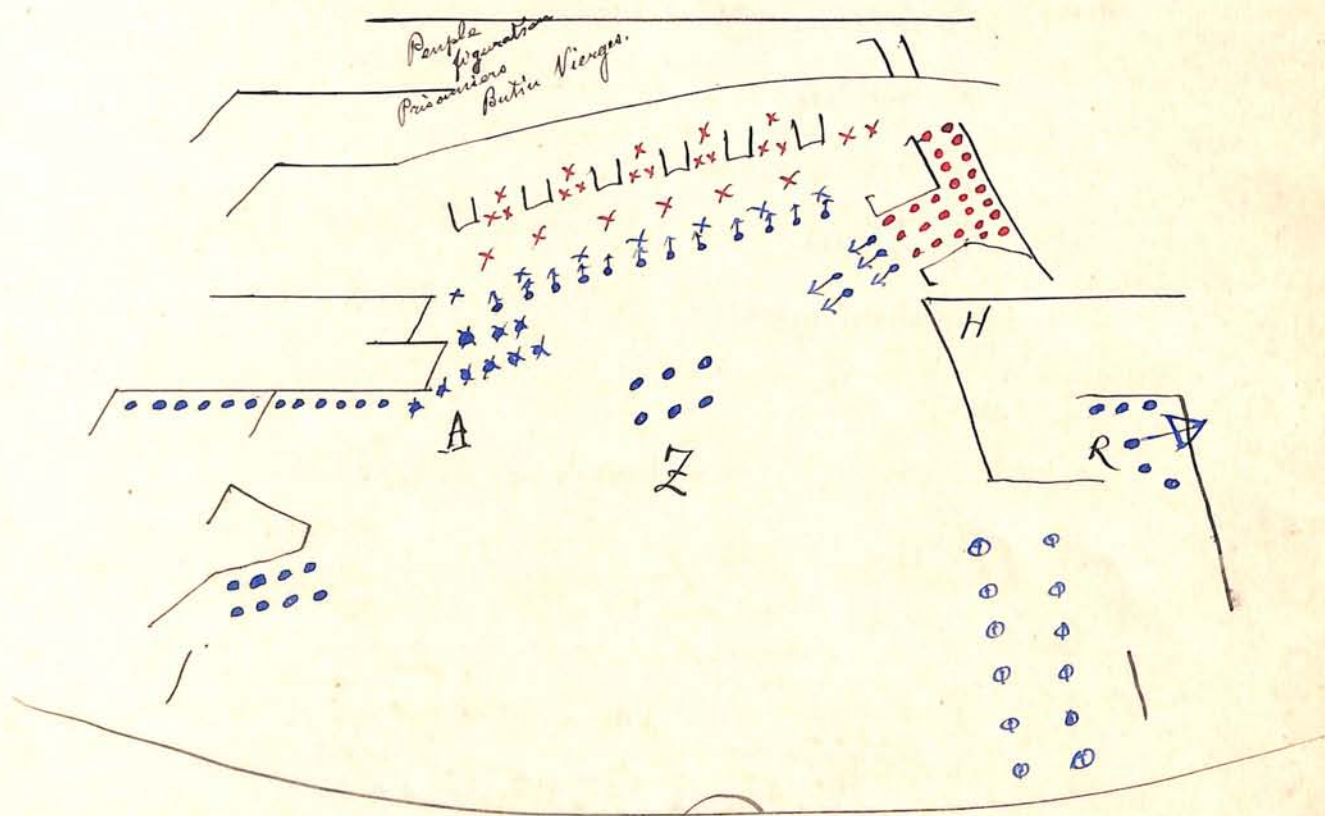 Peuple
figuration
Prisonniers
Butin Vierges.
H
A
R
Z